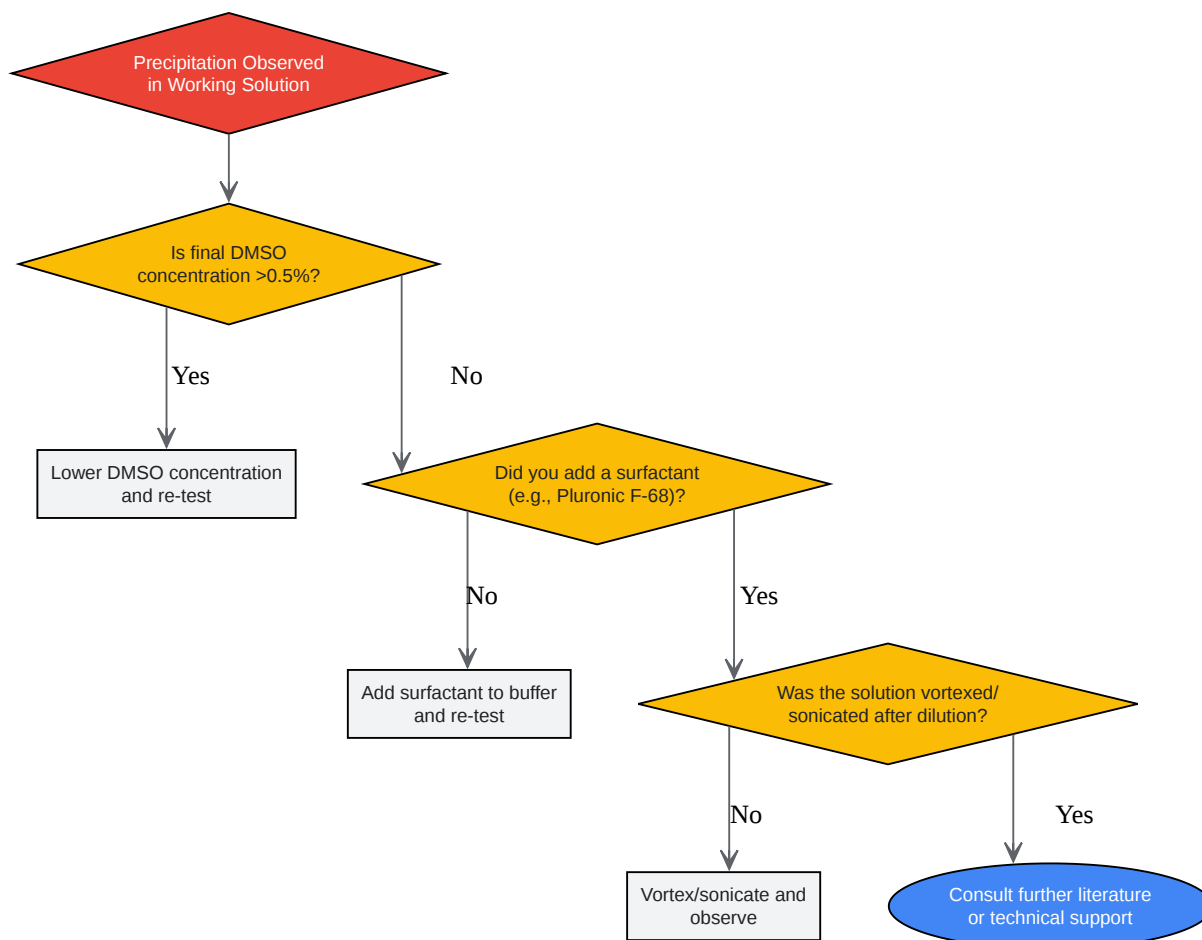 Precipitation Observed
in Working Solution
Is final DMSO
concentration >0.5%?
Yes
No
Lower DMSO concentration
and re-test
Did you add a surfactant
(e.g., Pluronic F-68)?
No
Yes
Add surfactant to buffer
and re-test
Was the solution vortexed/
sonicated after dilution?
No
Yes
Vortex/sonicate and
observe
Consult further literature
or technical support